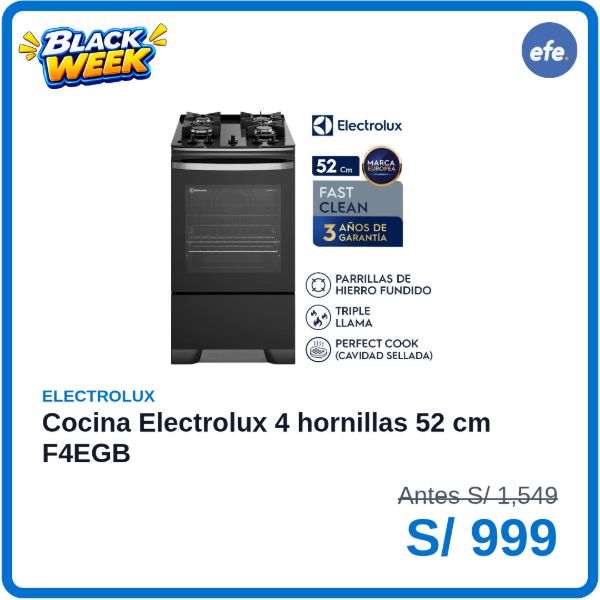 BLACK
WEEK
efe.
Electrolux
52 Cm
MARCA
EUROPEA
FAST
CLEAN
3 AÑOS DE
GARANTÍA
PARRILLAS DE
HIERRO FUNDIDO
TRIPLE
LLAMA
PERFECT COOK
(CAVIDAD SELLADA)
Electrolux
ELECTROLUX
Cocina Electrolux 4 hornillas 52 cm
F4EGB
Antes S/ 1,549
S/ 999